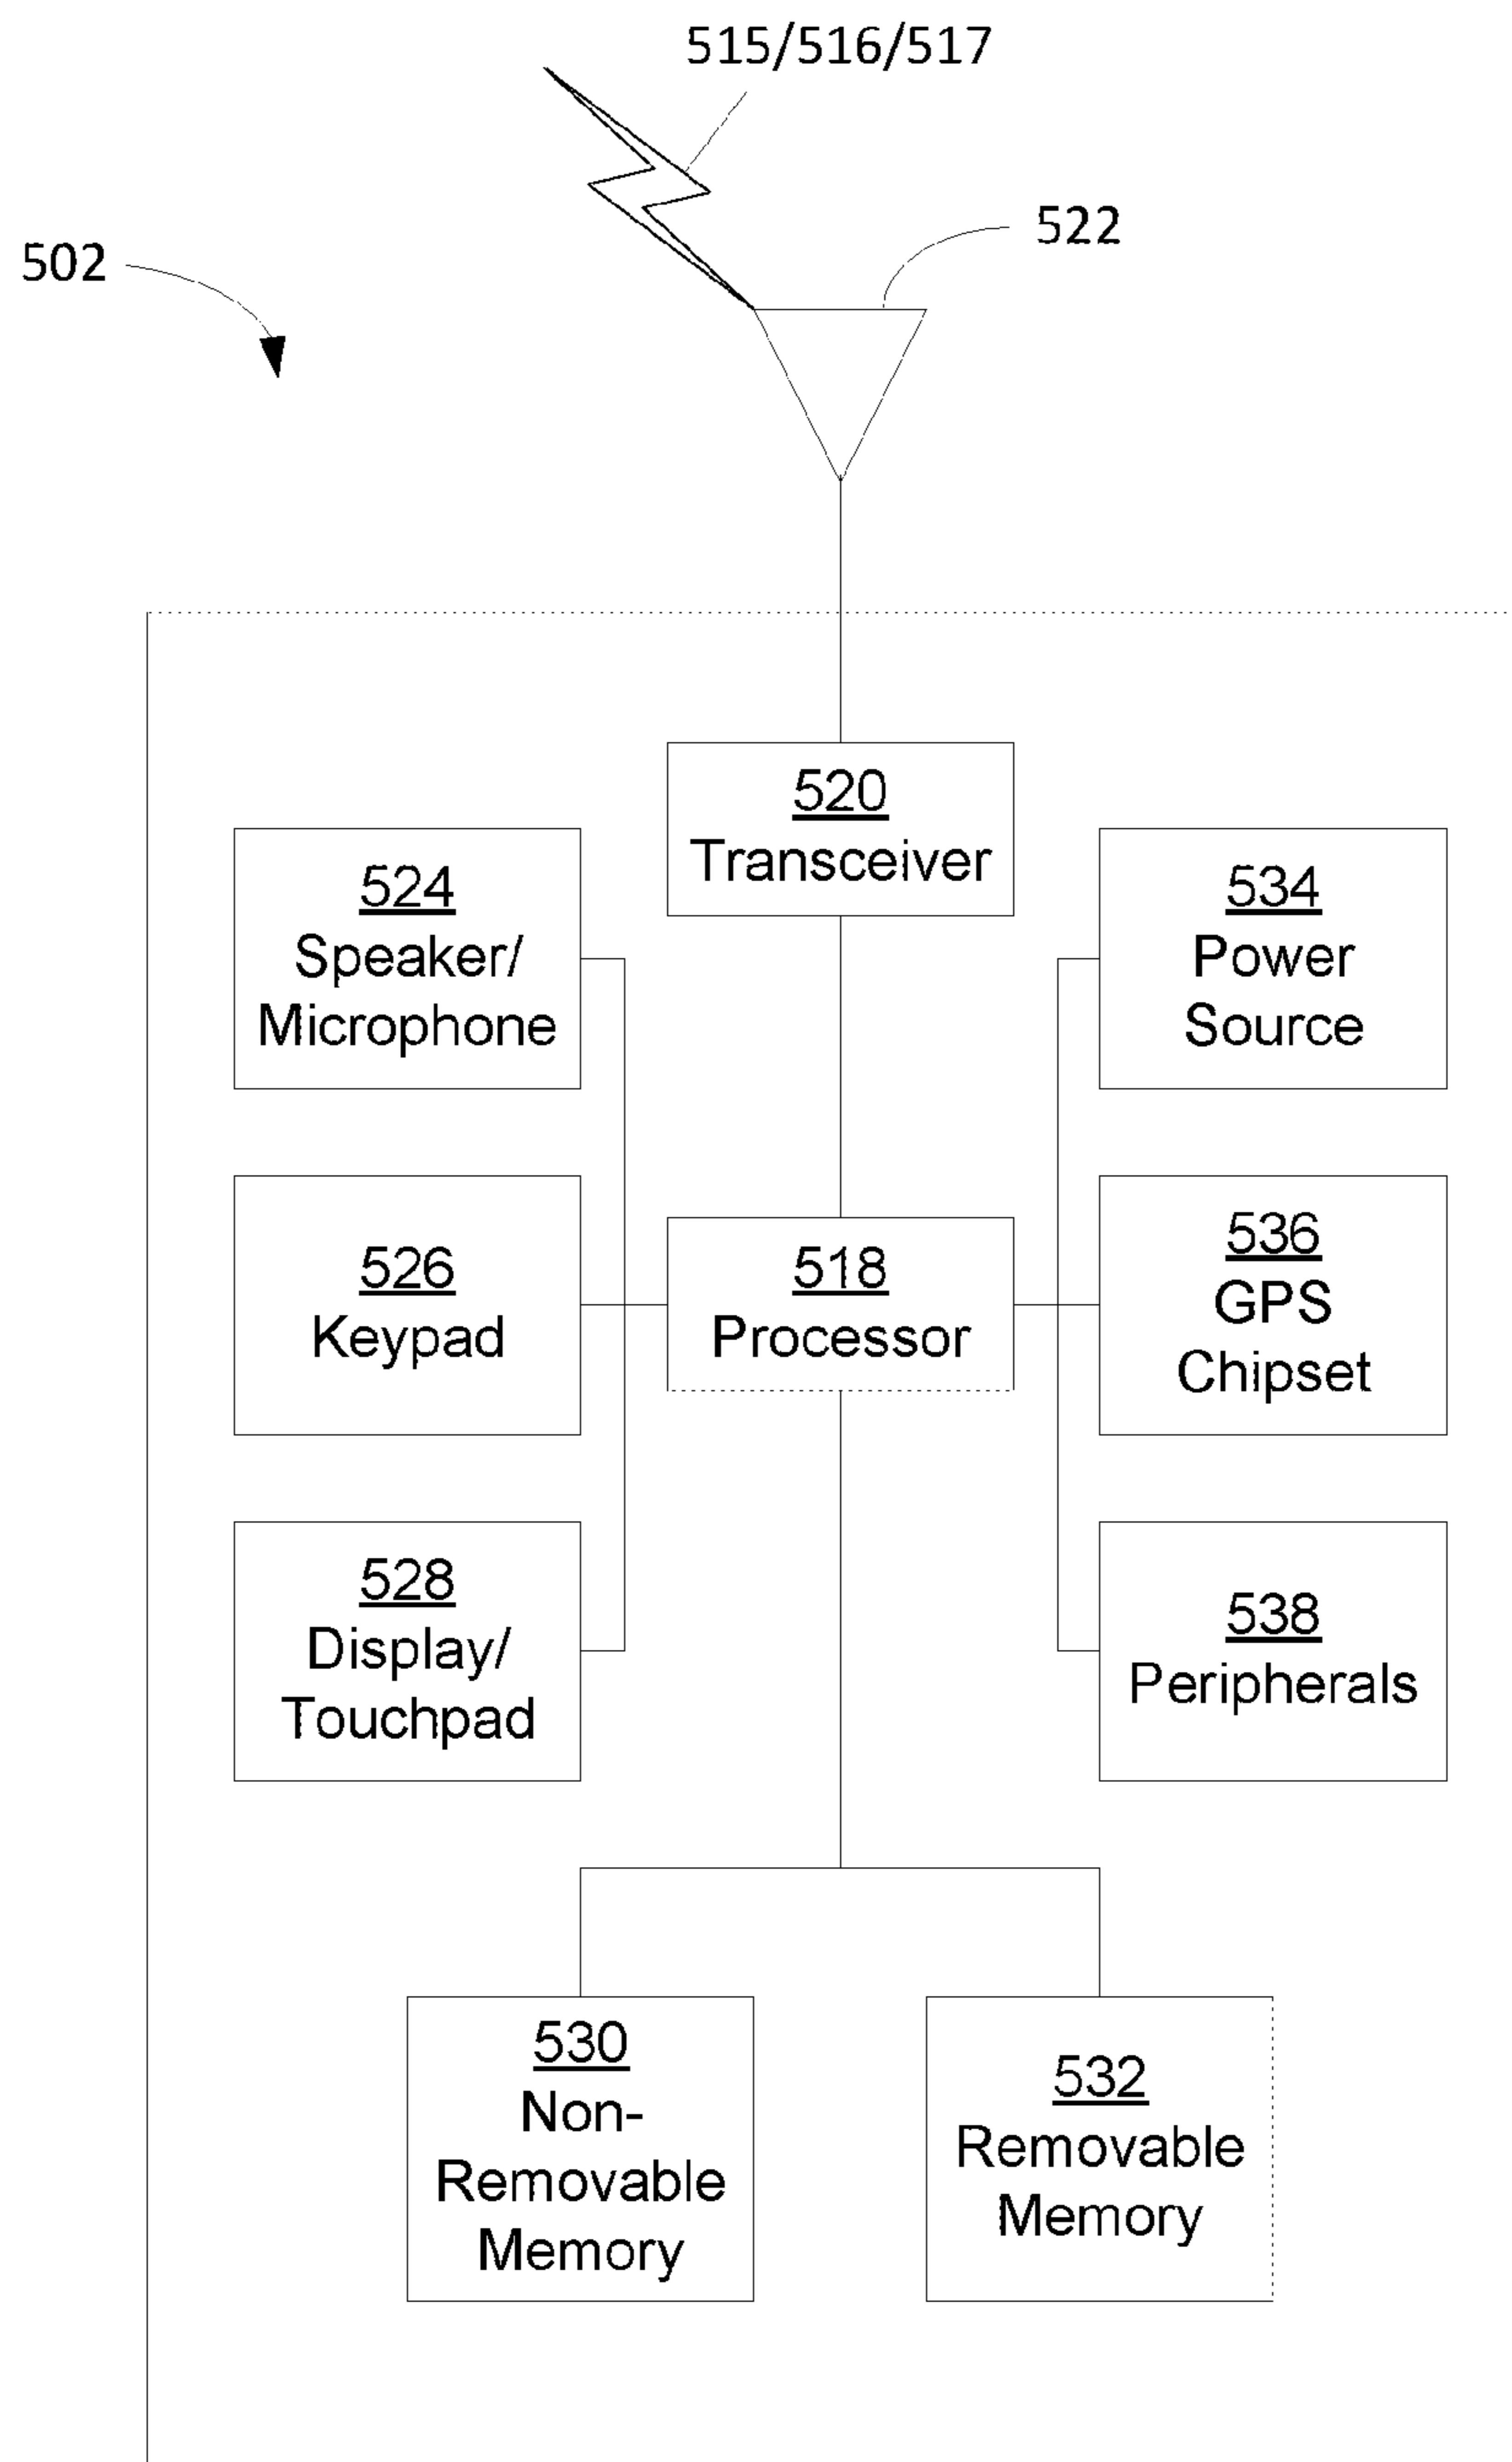 515/516/517
522
502
520
Transceiver
524
Speaker/
Microphone
534
Power
Source
526
Keypad
518
Processor
536
GPS
Chipset
528
Display/
Touchpad
538
Peripherals
530
Non-
Removable
Memory
532
Removable
Memory